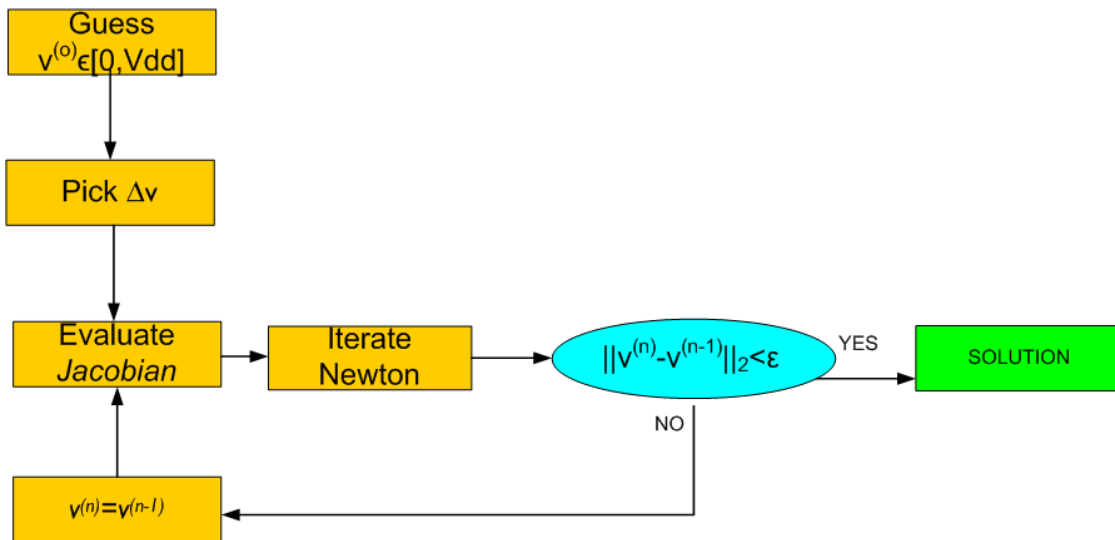 Guess
v⁽ᵒ⁾ϵ[0,Vdd]
Pick Δv
Evaluate
Jacobian
Iterate
Newton
||v⁽ⁿ⁾-v⁽ⁿ⁻¹⁾||₂<ε
YES
SOLUTION
NO
v⁽ⁿ⁾=v⁽ⁿ⁻¹⁾